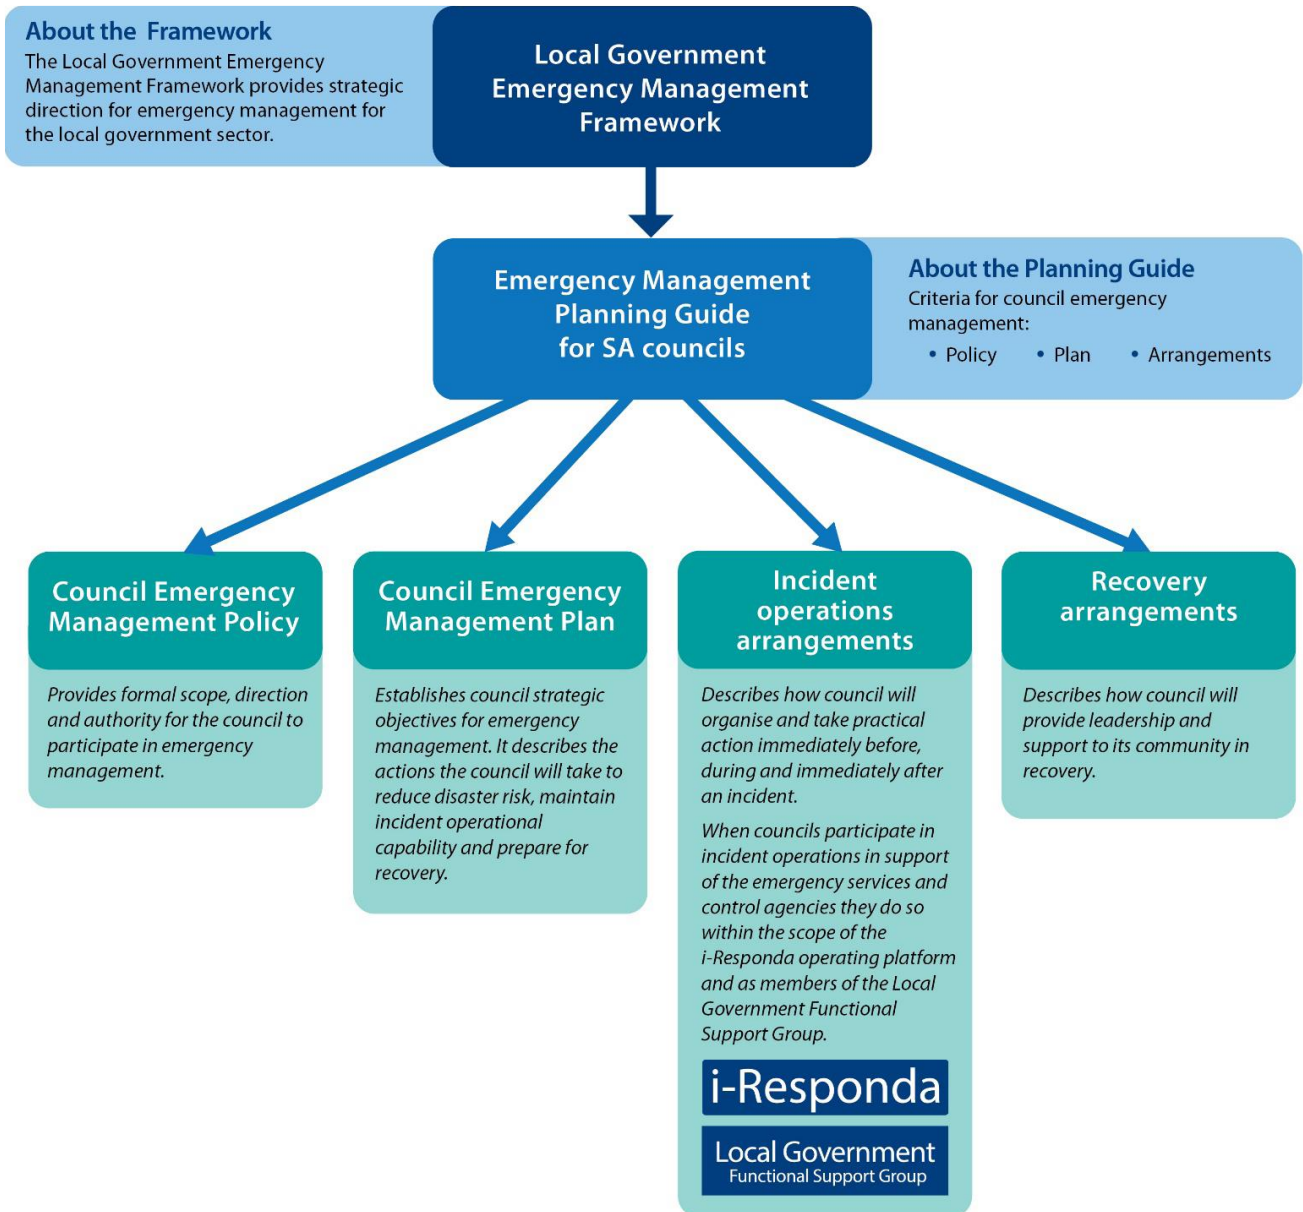 About the Framework
The Local Government Emergency
Management Framework provides strategic
direction for emergency management for
the local government sector.
Local Government
Emergency Management
Framework
Emergency Management
Planning Guide
for SA councils
About the Planning Guide
Criteria for council emergency
management:
• Policy • Plan • Arrangements
Council Emergency
Management Policy
Provides formal scope, direction
and authority for the council to
participate in emergency
management.
Council Emergency
Management Plan
Establishes council strategic
objectives for emergency
management. It describes the
actions the council will take to
reduce disaster risk, maintain
incident operational
capability and prepare for
recovery.
Incident
operations
arrangements
Describes how council will
organise and take practical
action immediately before,
during and immediately after
an incident.
When councils participate in
incident operations in support
of the emergency services and
control agencies they do so
within the scope of the
i-Responda operating platform
and as members of the Local
Government Functional
Support Group.
i-Responda
Local Government
Functional Support Group
Recovery
arrangements
Describes how council will
provide leadership and
support to its community in
recovery.